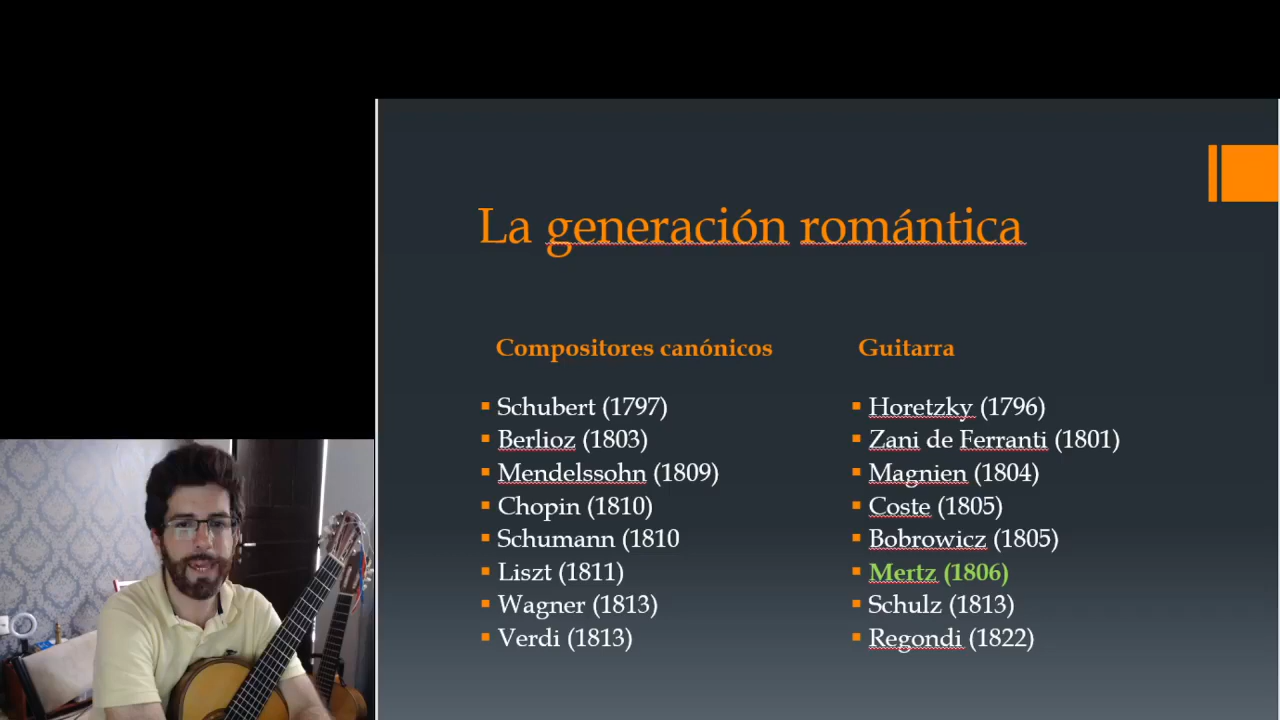 La generación romántica
Compositores canónicos
Schubert (1797)
Berlioz (1803)
Mendelssohn (1809)
Chopin (1810)
Schumann (1810
Liszt (1811)
Wagner (1813)
Verdi (1813)
Guitarra
Horetzky (1796)
Zani de Ferranti (1801)
Magnien (1804)
Coste (1805)
Bobrowicz (1805)
Mertz (1806)
Schulz (1813)
Regondi (1822)